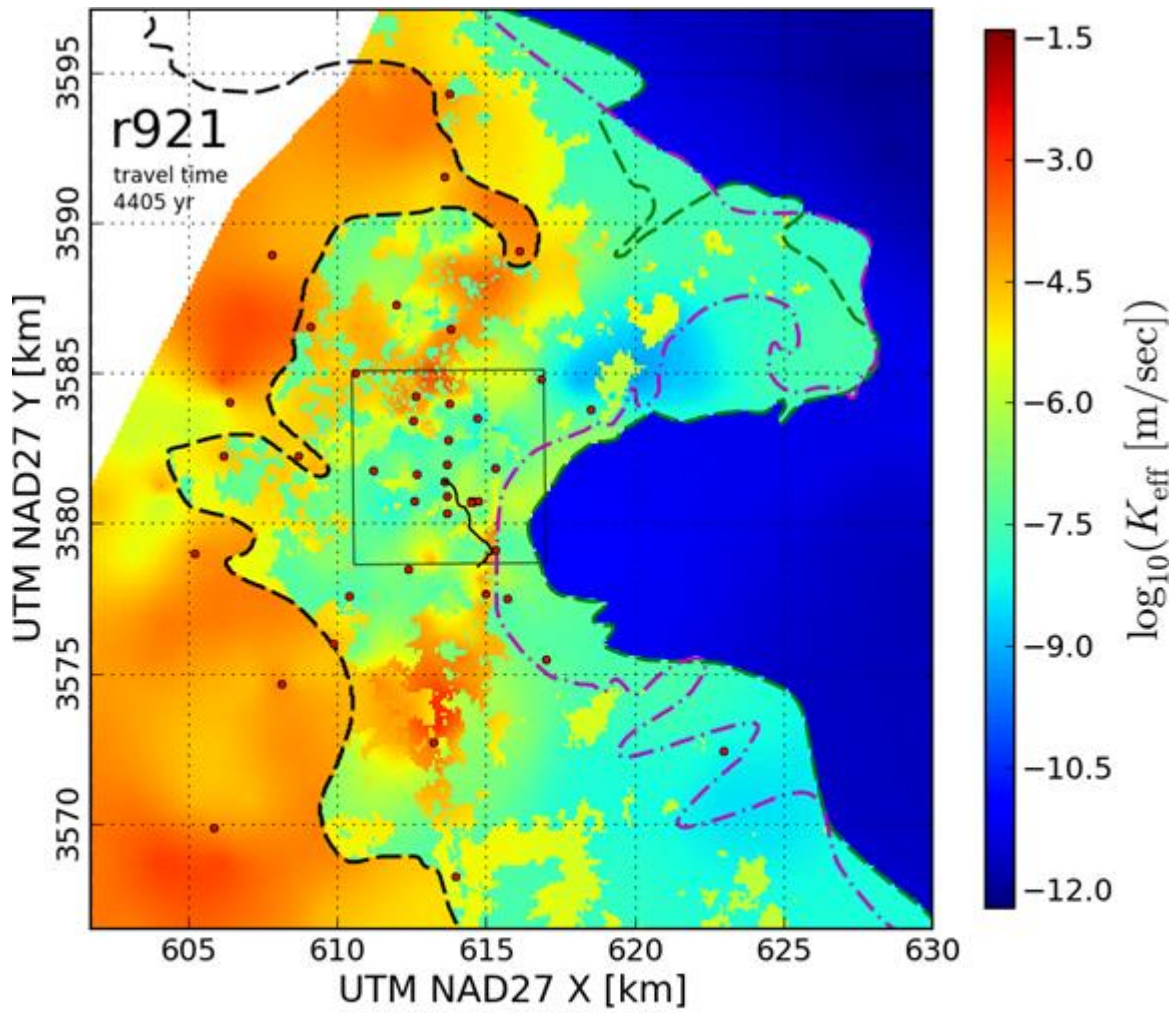 r921
travel time
4405 yr
3595
3590
3585
3580
3575
3570
UTM NAD27 Y [km]
605 610 615 620 625 630
UTM NAD27 X [km]
−1.5
−3.0
−4.5
−6.0
−7.5
−9.0
−10.5
−12.0
log₁₀(K_eff [m/sec])